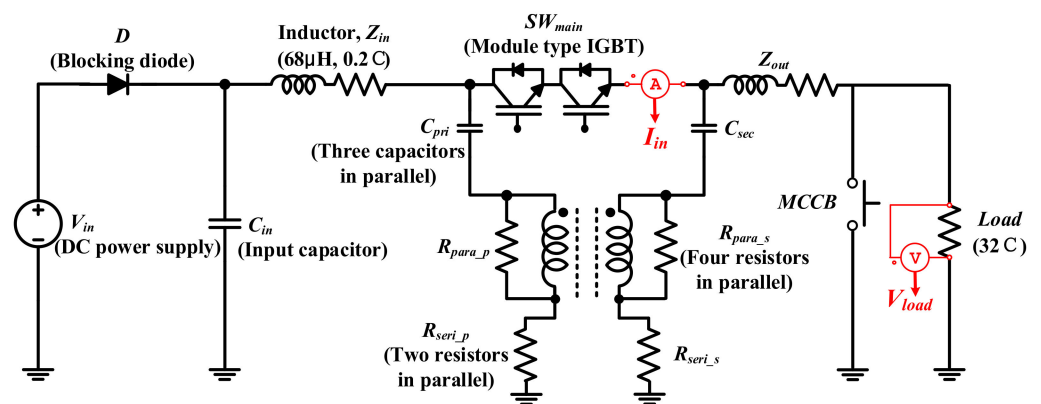 D
(Blocking diode)
Inductor, Zin
(68μH, 0.2℃)
SWmain
(Module type IGBT)
A
Iin
Zout
Cpri
(Three capacitors
in parallel)
Csec
Vin
(DC power supply)
Cin
(Input capacitor)
Rpara_p
Rpara_s
(Four resistors
in parallel)
MCCB
Load
(32℃)
V
Vload
Rseri_p
(Two resistors
in parallel)
Rseri_s